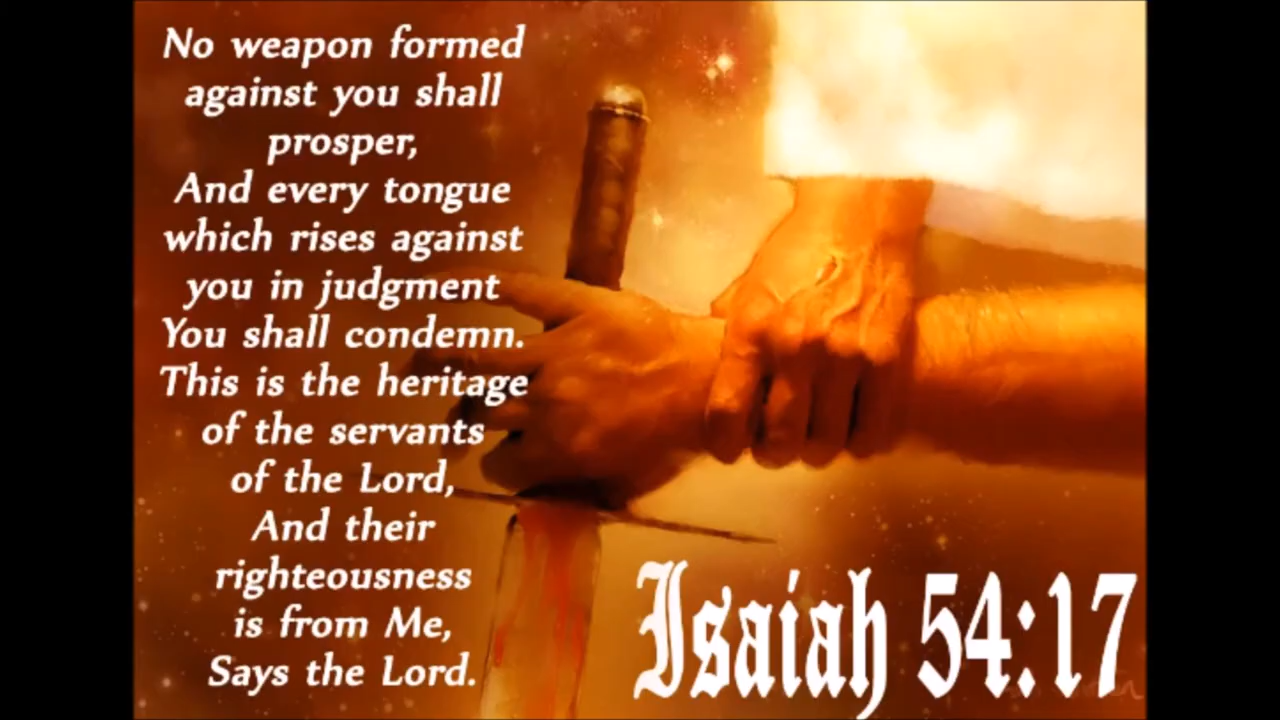 No weapon formed
against you shall
prosper,
And every tongue
which rises against
you in judgment
You shall condemn.
This is the heritage
of the servants
of the Lord,
And their
righteousness
is from Me,
Says the Lord.
Isaiah 54:17